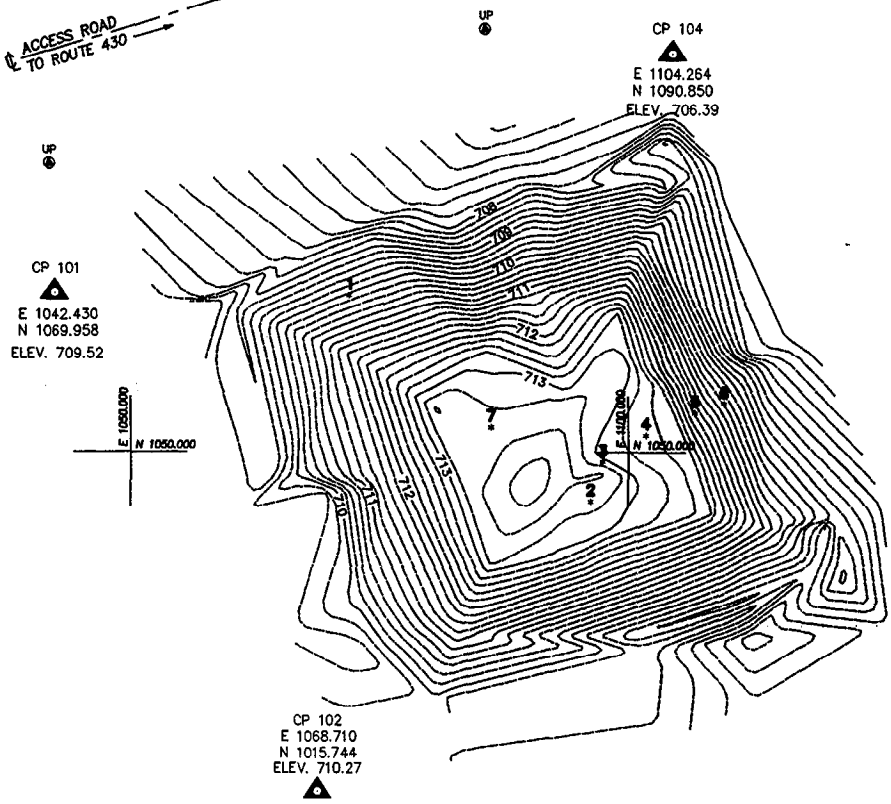 ℄ ACCESS ROAD
TO ROUTE 430
UP
CP 104
E 1104.264
N 1090.850
ELEV. 706.39
UP
CP 101
E 1042.430
N 1069.958
ELEV. 709.52
708
709
710
1
711
712
713
E 1050.000
N 1050.000
E 1100.000
N 1050.000
7
4
6
3
2
713
712
711
710
CP 102
E 1068.710
N 1015.744
ELEV. 710.27